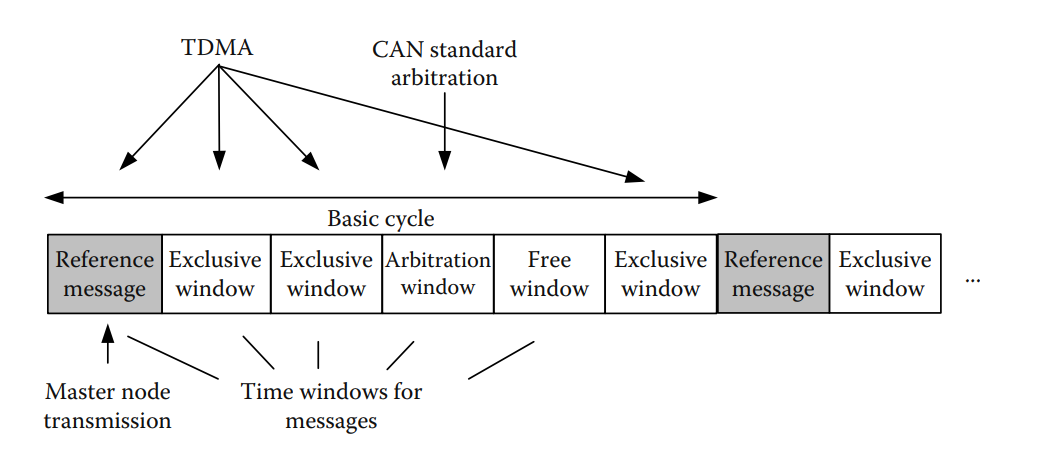 TDMA
CAN standard
arbitration
Basic cycle
Reference
message
Exclusive
window
Exclusive
window
Arbitration
window
Free
window
Exclusive
window
Reference
message
Exclusive
window
...
Master node
transmission
Time windows for
messages